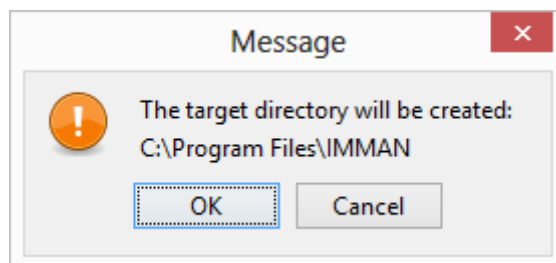 Message
The target directory will be created:
C:\Program Files\IMMAN
OK
Cancel